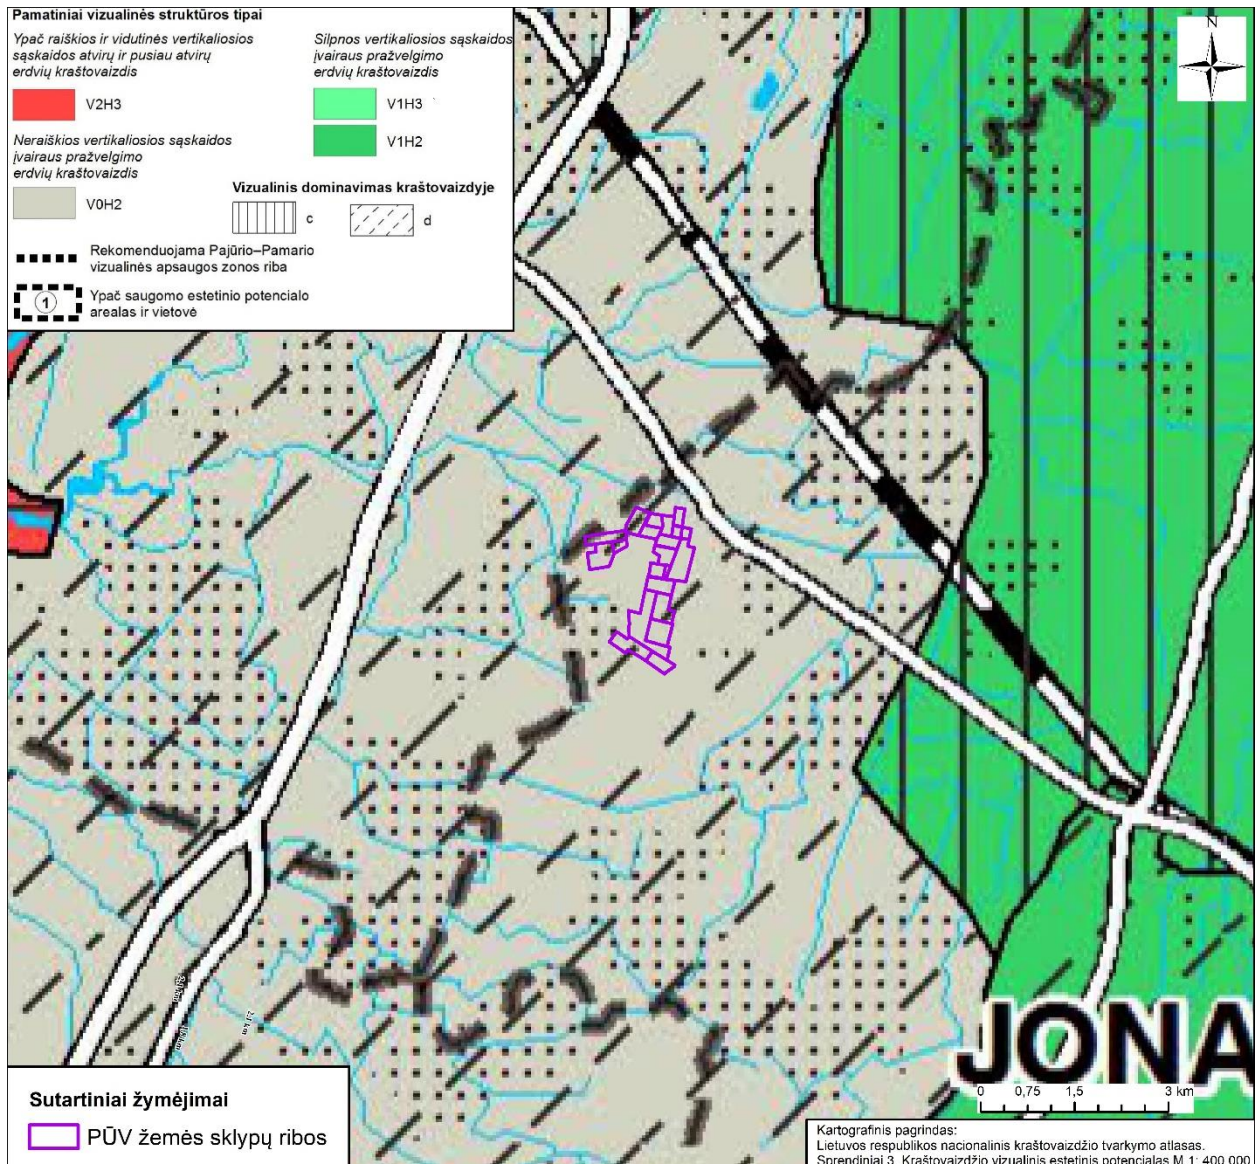 Pamatiniai vizualinės struktūros tipai
Ypač raiškios ir vidutinės vertikaliosios
sąskaidos atvirų ir pusiau atvirų
erdvių kraštovaizdis
V2H3
Neraiškios vertikaliosios sąskaidos
įvairaus pražvelgimo
erdvių kraštovaizdis
V0H2
Silpnos vertikaliosios sąskaidos
įvairaus pražvelgimo
erdvių kraštovaizdis
V1H3
V1H2
Vizualinis dominavimas kraštovaizdyje
c
d
Rekomenduojama Pajūrio–Pamario
vizualinės apsaugos zonos riba
1
Ypač saugomo estetinio potencialo
arealas ir vietovė
N
2,1 km
JONA
0 0,75 1,5 3 km
Sutartiniai žymėjimai
PŪV žemės sklypų ribos
Kartografinis pagrindas:
Lietuvos respublikos nacionalinis kraštovaizdžio tvarkymo atlasas.
Sprendiniai 3. Kraštovaizdžio vizualinis estetinis potencialas M 1: 400 000